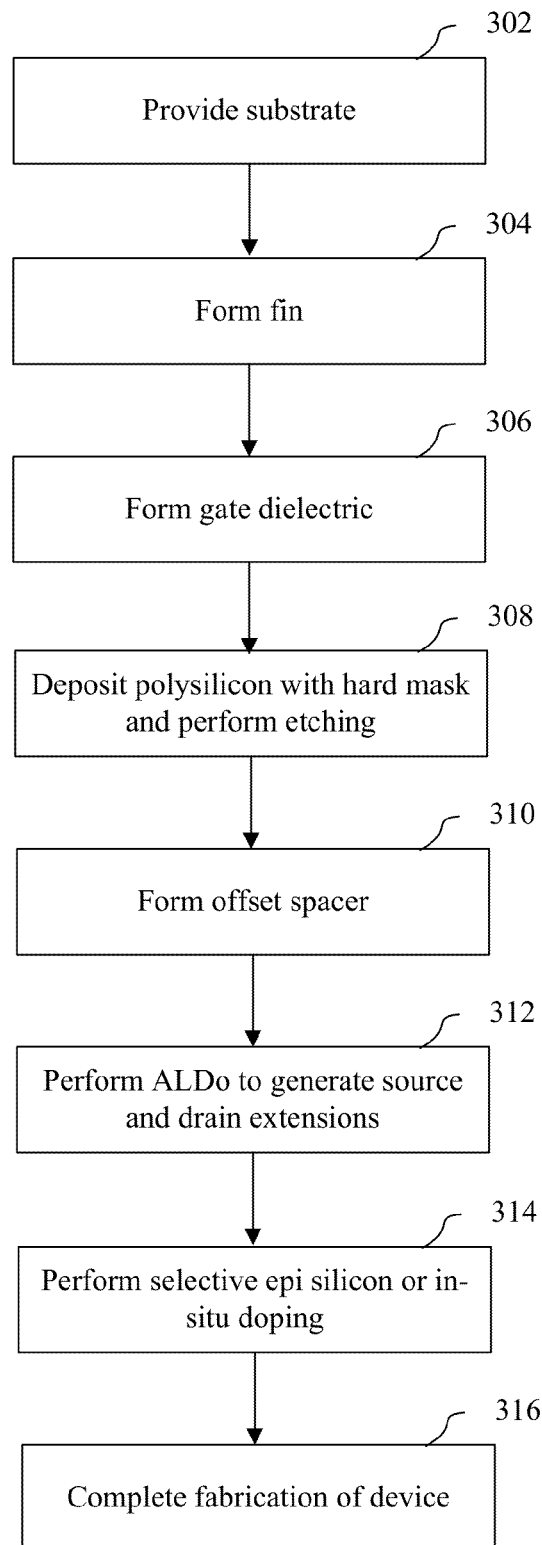 302
Provide substrate
304
Form fin
306
Form gate dielectric
308
Deposit polysilicon with hard mask
and perform etching
310
Form offset spacer
312
Perform ALDo to generate source
and drain extensions
314
Perform selective epi silicon or in-
situ doping
316
Complete fabrication of device